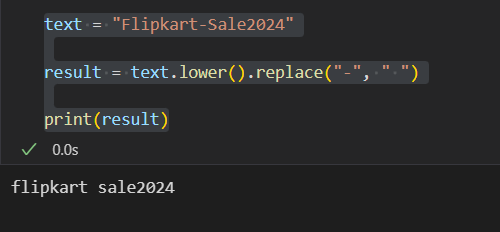 text = "Flipkart-Sale2024"
result = text.lower().replace("-", " ")
print(result)
0.0s
flipkart sale2024